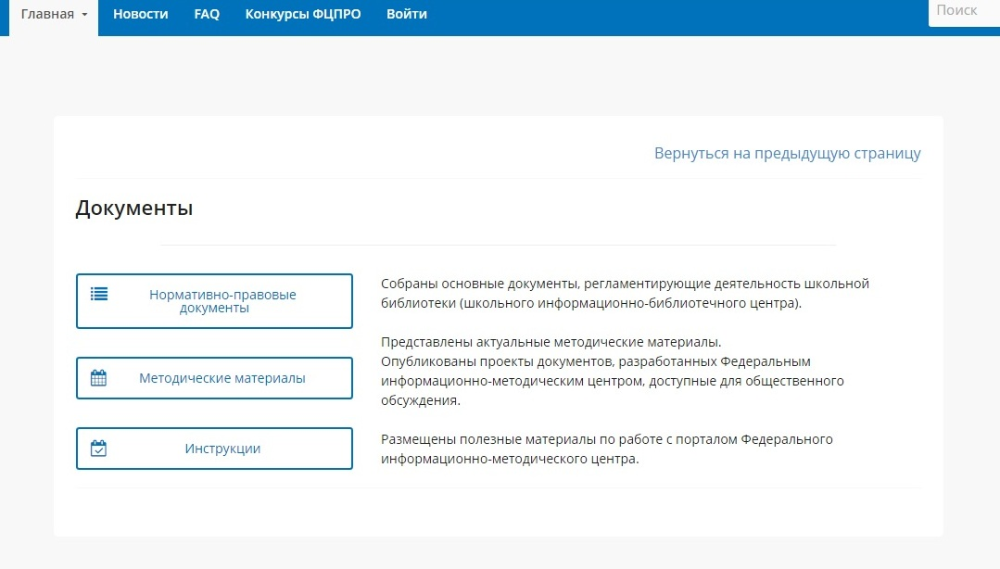 Главная Новости FAQ Конкурсы ФЦПРО Войти Поиск
Вернуться на предыдущую страницу
Документы
Нормативно-правовые
документы
Собраны основные документы, регламентирующие деятельность школьной
библиотеки (школьного информационно-библиотечного центра).
Методические материалы
Представлены актуальные методические материалы.
Опубликованы проекты документов, разработанных Федеральным
информационно-методическим центром, доступные для общественного
обсуждения.
Инструкции
Размещены полезные материалы по работе с порталом Федерального
информационно-методического центра.